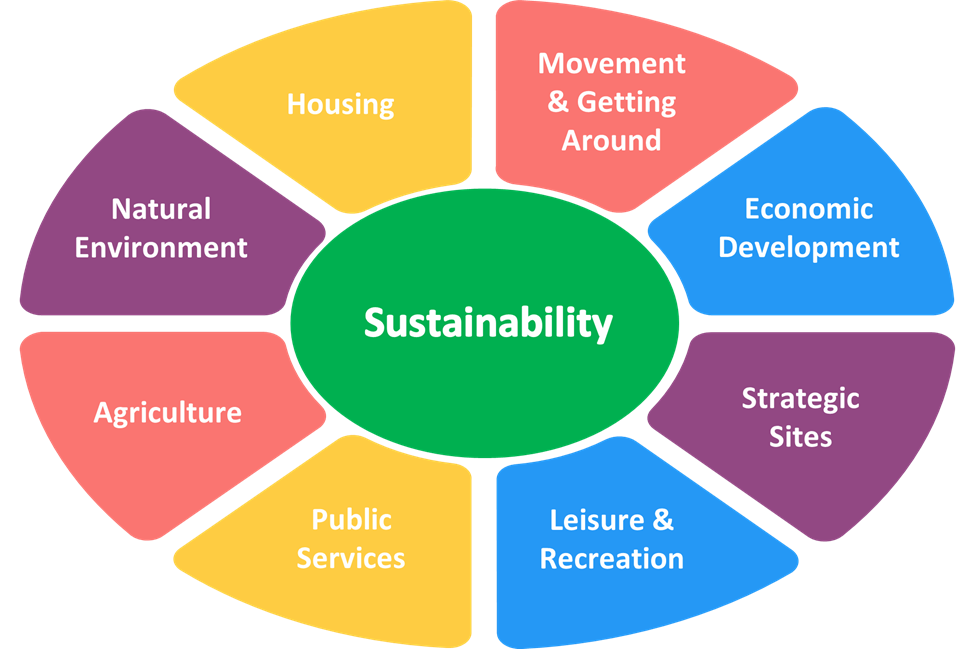 Housing
Movement
& Getting
Around
Natural
Environment
Economic
Development
Sustainability
Agriculture
Strategic
Sites
Public
Services
Leisure &
Recreation